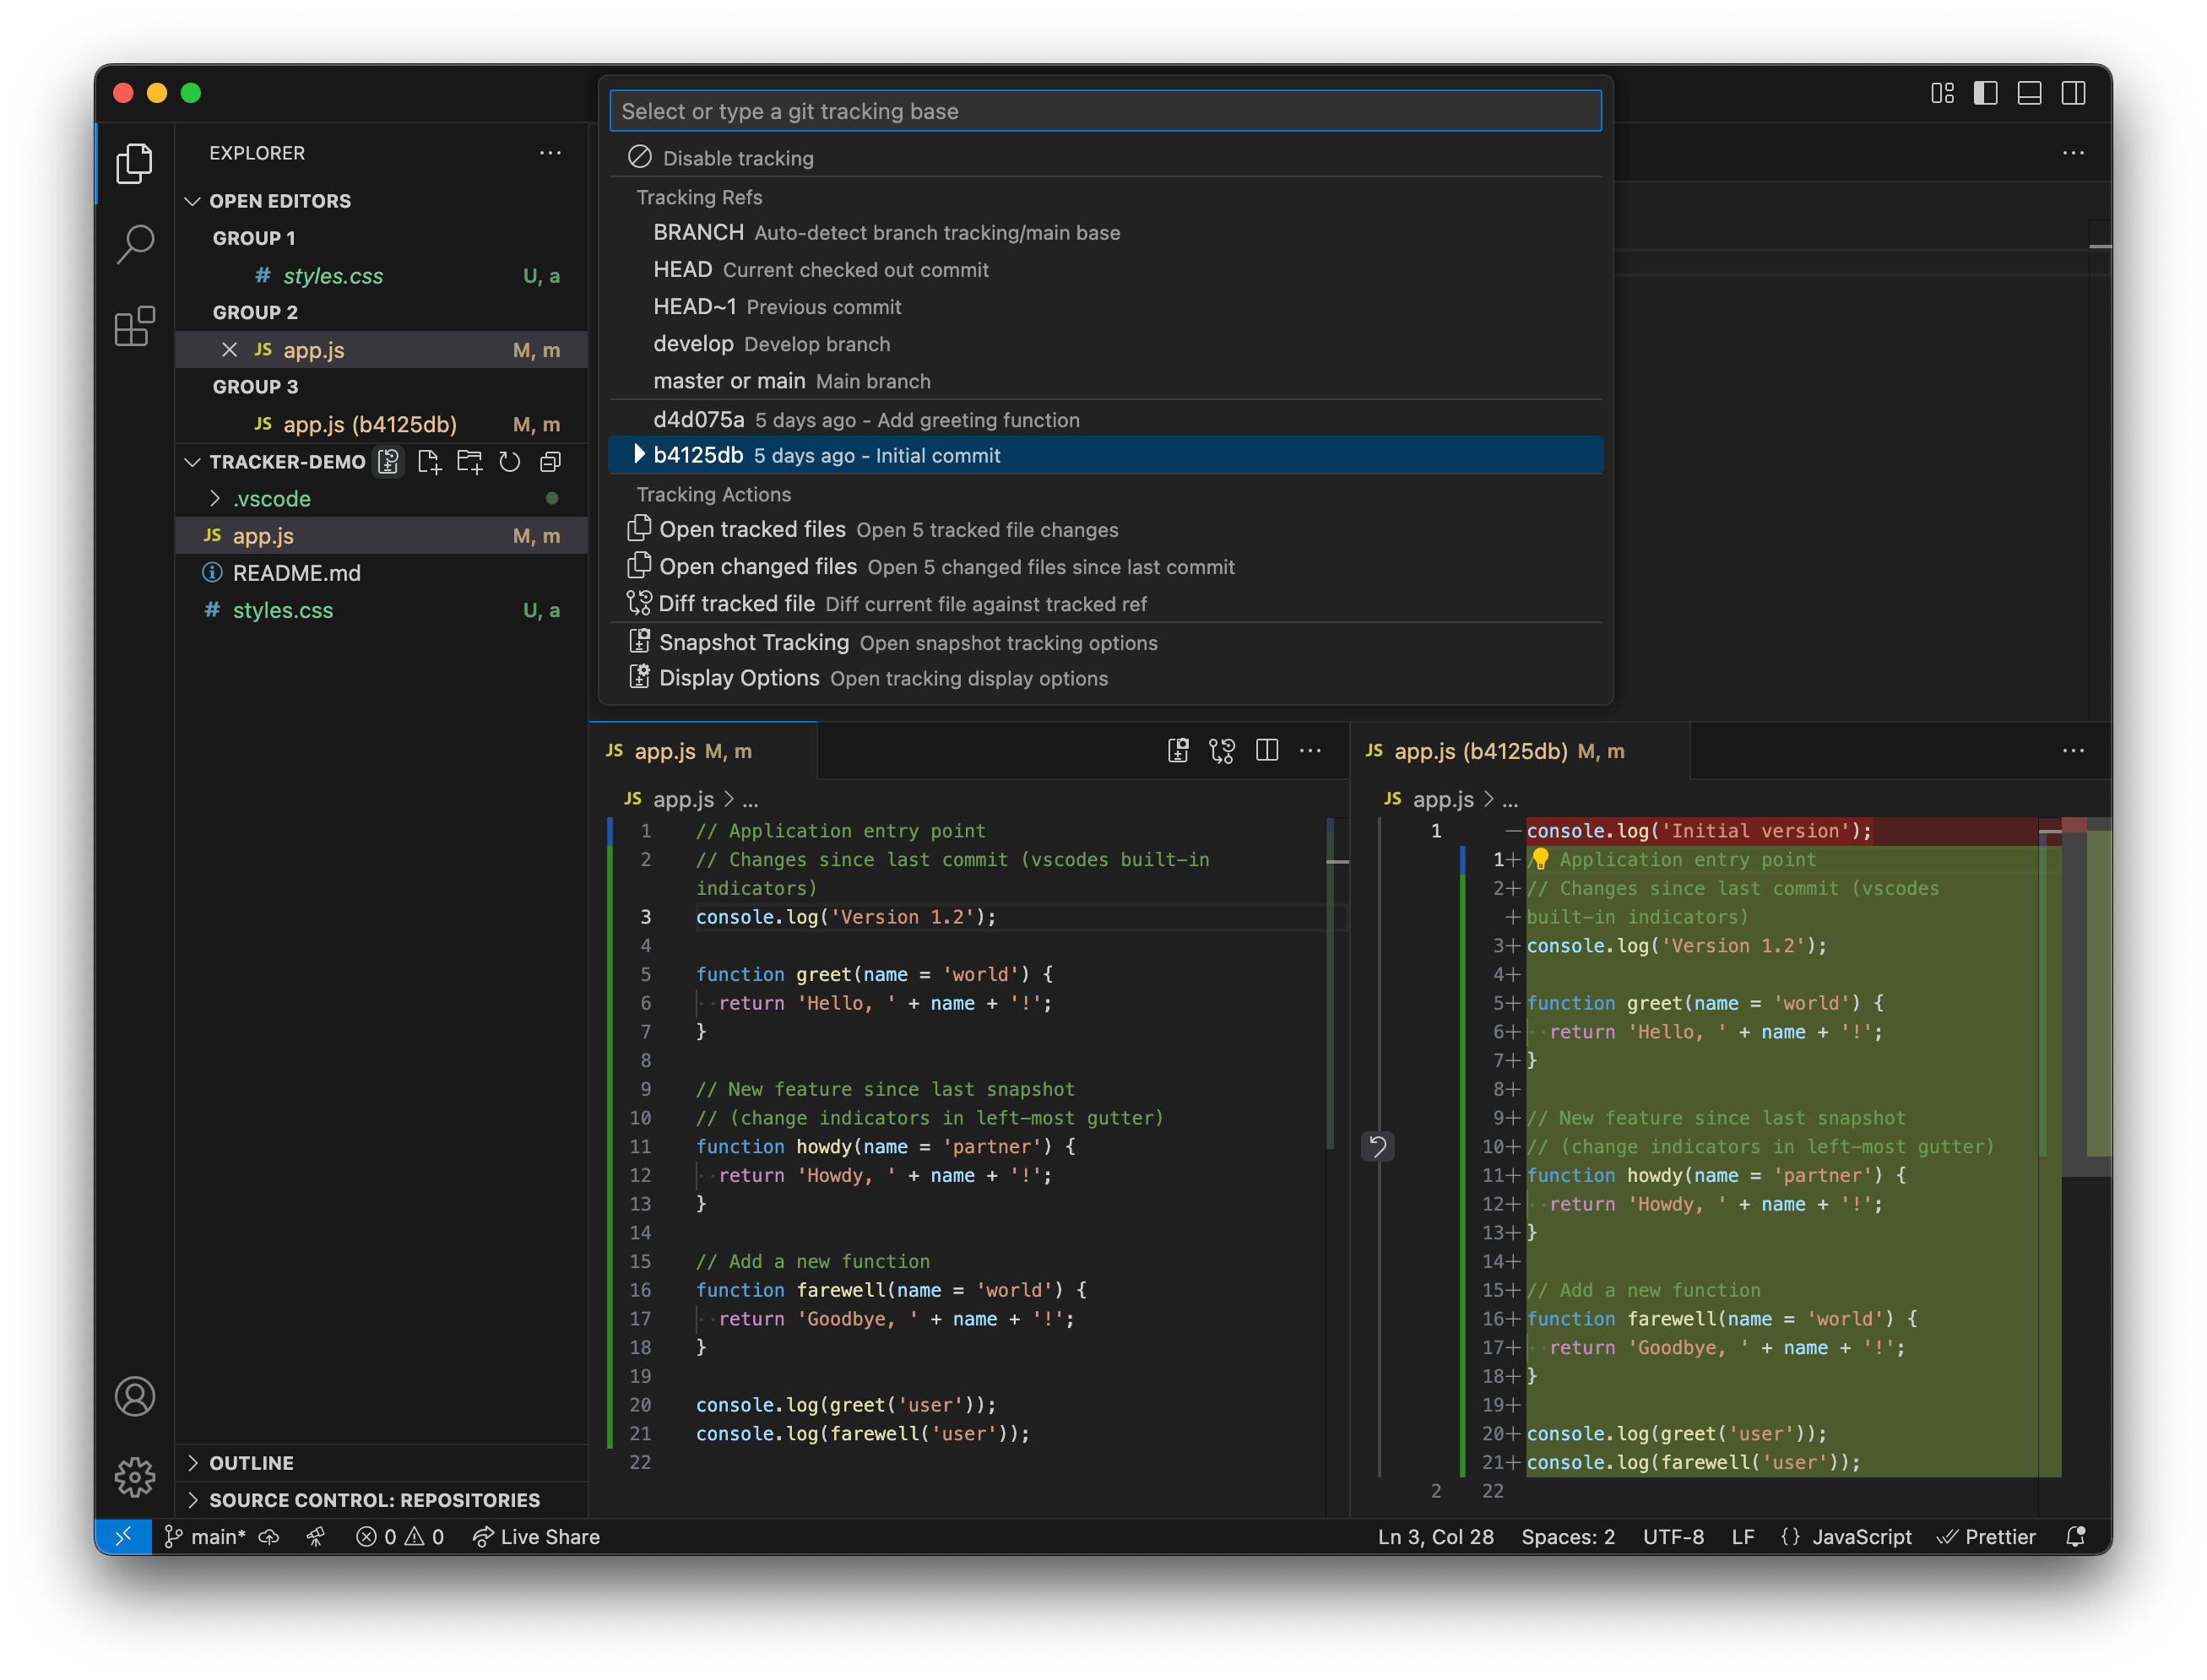 EXPLORER
OPEN EDITORS
GROUP 1
# styles.css U, a
GROUP 2
JS app.js M, m
GROUP 3
JS app.js (b4125db) M, m
TRACKER-DEMO
.vscode
JS app.js M, m
README.md
# styles.css U, a
OUTLINE
SOURCE CONTROL: REPOSITORIES
Select or type a git tracking base
Disable tracking
Tracking Refs
BRANCH Auto-detect branch tracking/main base
HEAD Current checked out commit
HEAD~1 Previous commit
develop Develop branch
master or main Main branch
d4d075a 5 days ago - Add greeting function
b4125db 5 days ago - Initial commit
Tracking Actions
Open tracked files Open 5 tracked file changes
Open changed files Open 5 changed files since last commit
Diff tracked file Diff current file against tracked ref
Snapshot Tracking Open snapshot tracking options
Display Options Open tracking display options
JS app.js M, m
JS app.js > ...
1 // Application entry point
2 // Changes since last commit (vscodes built-in
indicators)
3 console.log('Version 1.2');
4
5 function greet(name = 'world') {
6 return 'Hello, ' + name + '!';
7 }
8
9 // New feature since last snapshot
10 // (change indicators in left-most gutter)
11 function howdy(name = 'partner') {
12 return 'Howdy, ' + name + '!';
13 }
14
15 // Add a new function
16 function farewell(name = 'world') {
17 return 'Goodbye, ' + name + '!';
18 }
19
20 console.log(greet('user'));
21 console.log(farewell('user'));
22
JS app.js (b4125db) M, m
JS app.js > ...
1 — console.log('Initial version');
1+ // Application entry point
2+ // Changes since last commit (vscodes
+ built-in indicators)
3+ console.log('Version 1.2');
4+
5+ function greet(name = 'world') {
6+ return 'Hello, ' + name + '!';
7+ }
8+
9+ // New feature since last snapshot
10+ // (change indicators in left-most gutter)
11+ function howdy(name = 'partner') {
12+ return 'Howdy, ' + name + '!';
13+ }
14+
15+ // Add a new function
16+ function farewell(name = 'world') {
17+ return 'Goodbye, ' + name + '!';
18+ }
19+
20+ console.log(greet('user'));
21+ console.log(farewell('user'));
2 22
main* 0 0 Live Share Ln 3, Col 28 Spaces: 2 UTF-8 LF {} JavaScript Prettier